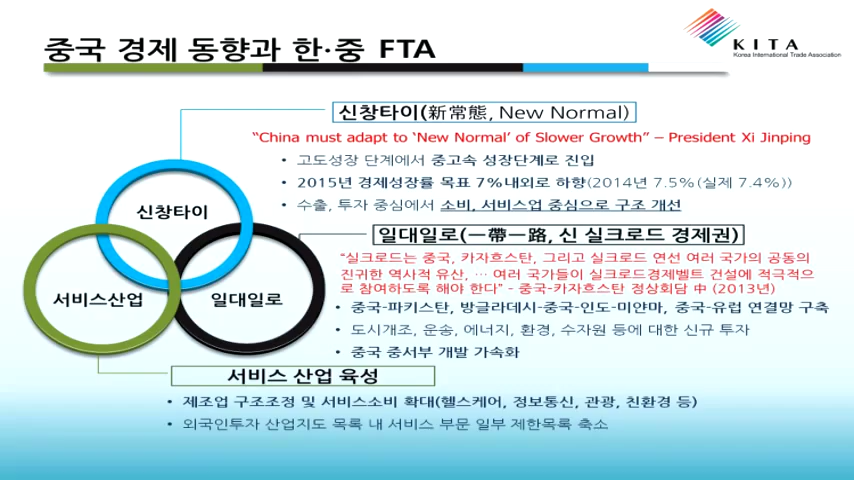 중국 경제 동향과 한·중 FTA
KITA
Korea International Trade Association
신창타이(新常態, New Normal)
“China must adapt to ‘New Normal’ of Slower Growth” – President Xi Jinping
• 고도성장 단계에서 중고속 성장단계로 진입
• 2015년 경제성장률 목표 7%내외로 하향(2014년 7.5%(실제 7.4%))
• 수출, 투자 중심에서 소비, 서비스업 중심으로 구조 개선
신창타이
서비스산업
일대일로
일대일로(一帶一路, 신 실크로드 경제권)
“실크로드는 중국, 카자흐스탄, 그리고 실크로드 연선 여러 국가의 공동의
진귀한 역사적 유산, … 여러 국가들이 실크로드경제벨트 건설에 적극적으
로 참여하도록 해야 한다” - 중국-카자흐스탄 정상회담 中 (2013년)
• 중국-파키스탄, 방글라데시-중국-인도-미얀마, 중국-유럽 연결망 구축
• 도시개조, 운송, 에너지, 환경, 수자원 등에 대한 신규 투자
• 중국 중서부 개발 가속화
서비스 산업 육성
• 제조업 구조조정 및 서비스소비 확대(헬스케어, 정보통신, 관광, 친환경 등)
• 외국인투자 산업지도 목록 내 서비스 부문 일부 제한목록 축소